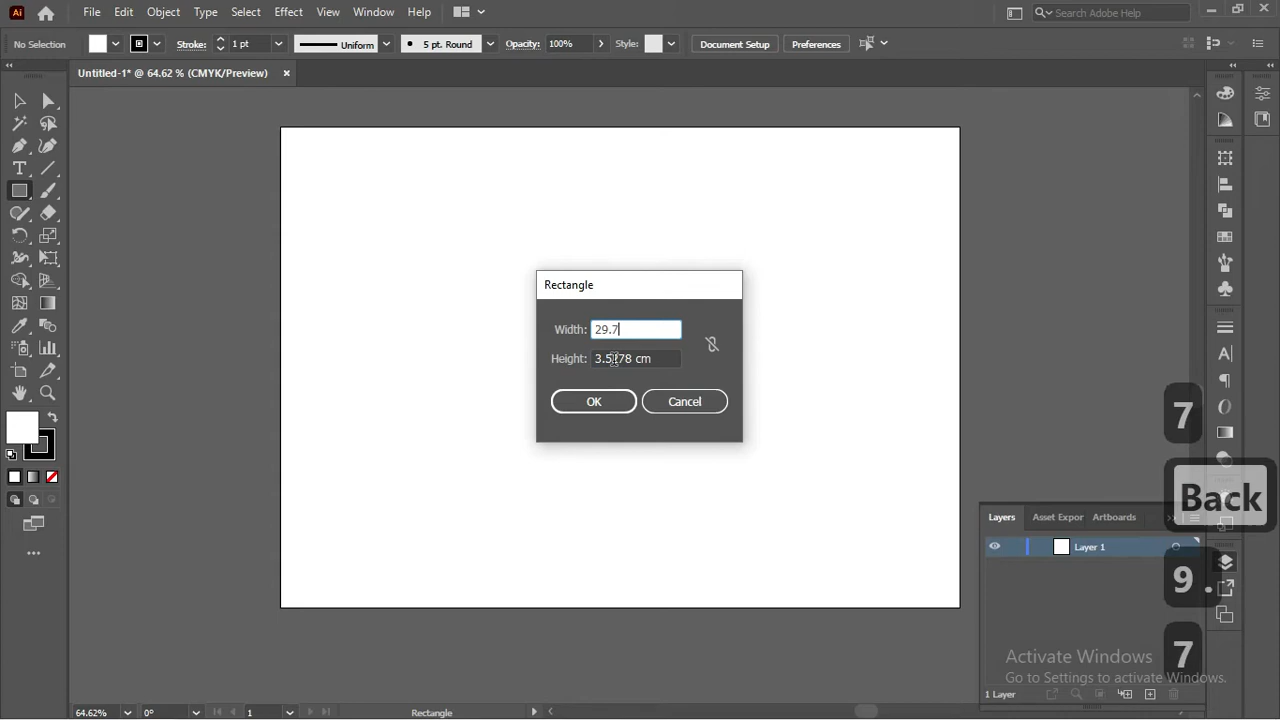 Ai File Edit Object Type Select Effect View Window Help Search Adobe Help
No Selection Stroke: 1 pt Uniform 5 pt. Round Opacity: 100% Style: Document Setup Preferences
Untitled-1* @ 64.62 % (CMYK/Preview)
Rectangle
Width: 29.7
Height:
OK Cancel
7
Back
9 .
7
Layers Asset Expor Artboards
Layer 1
Activate Windows
Go to Settings to activate Windows.
1 Layer
64.62% 0° 1 Rectangle